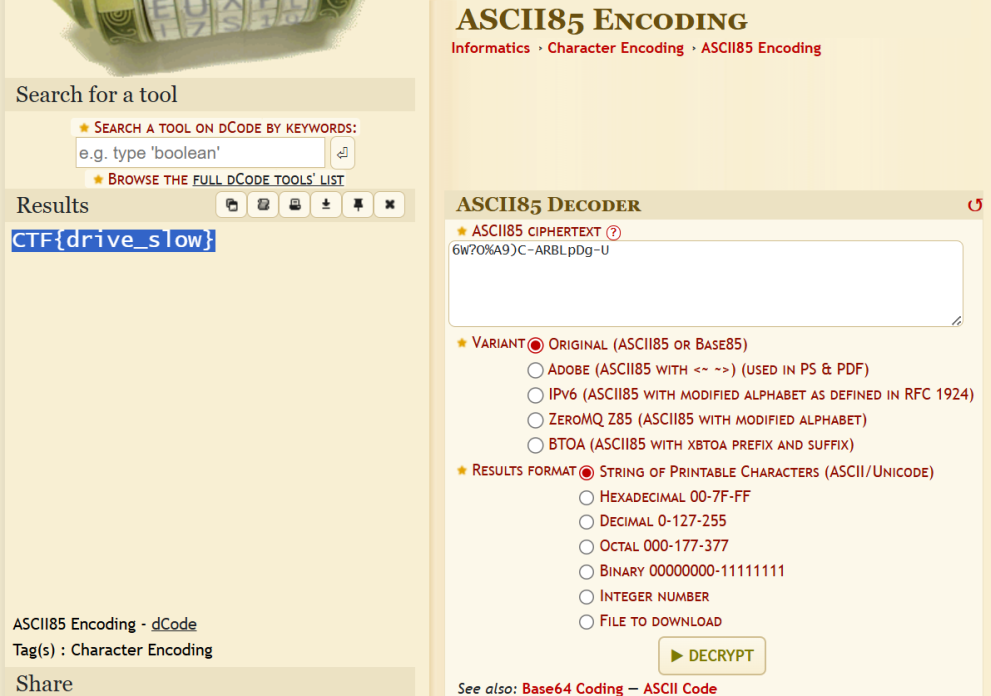 EUXEL
17S10
Search for a tool
★ SEARCH A TOOL ON DCODE BY KEYWORDS:
e.g. type 'boolean'
★ BROWSE THE FULL DCODE TOOLS' LIST
Results
CTF{drive_slow}
ASCII85 Encoding - dCode
Tag(s) : Character Encoding
Share
ASCII85 ENCODING
Informatics › Character Encoding › ASCII85 Encoding
ASCII85 DECODER
★ ASCII85 CIPHERTEXT ?
6W?O%A9)C-ARBLpDg-U
★ VARIANT ORIGINAL (ASCII85 OR BASE85)
ADOBE (ASCII85 WITH <~ ~>) (USED IN PS & PDF)
IPV6 (ASCII85 WITH MODIFIED ALPHABET AS DEFINED IN RFC 1924)
ZEROMQ Z85 (ASCII85 WITH MODIFIED ALPHABET)
BTOA (ASCII85 WITH XBTOA PREFIX AND SUFFIX)
★ RESULTS FORMAT STRING OF PRINTABLE CHARACTERS (ASCII/UNICODE)
HEXADECIMAL 00-7F-FF
DECIMAL 0-127-255
OCTAL 000-177-377
BINARY 00000000-11111111
INTEGER NUMBER
FILE TO DOWNLOAD
▶ DECRYPT
See also: Base64 Coding — ASCII Code